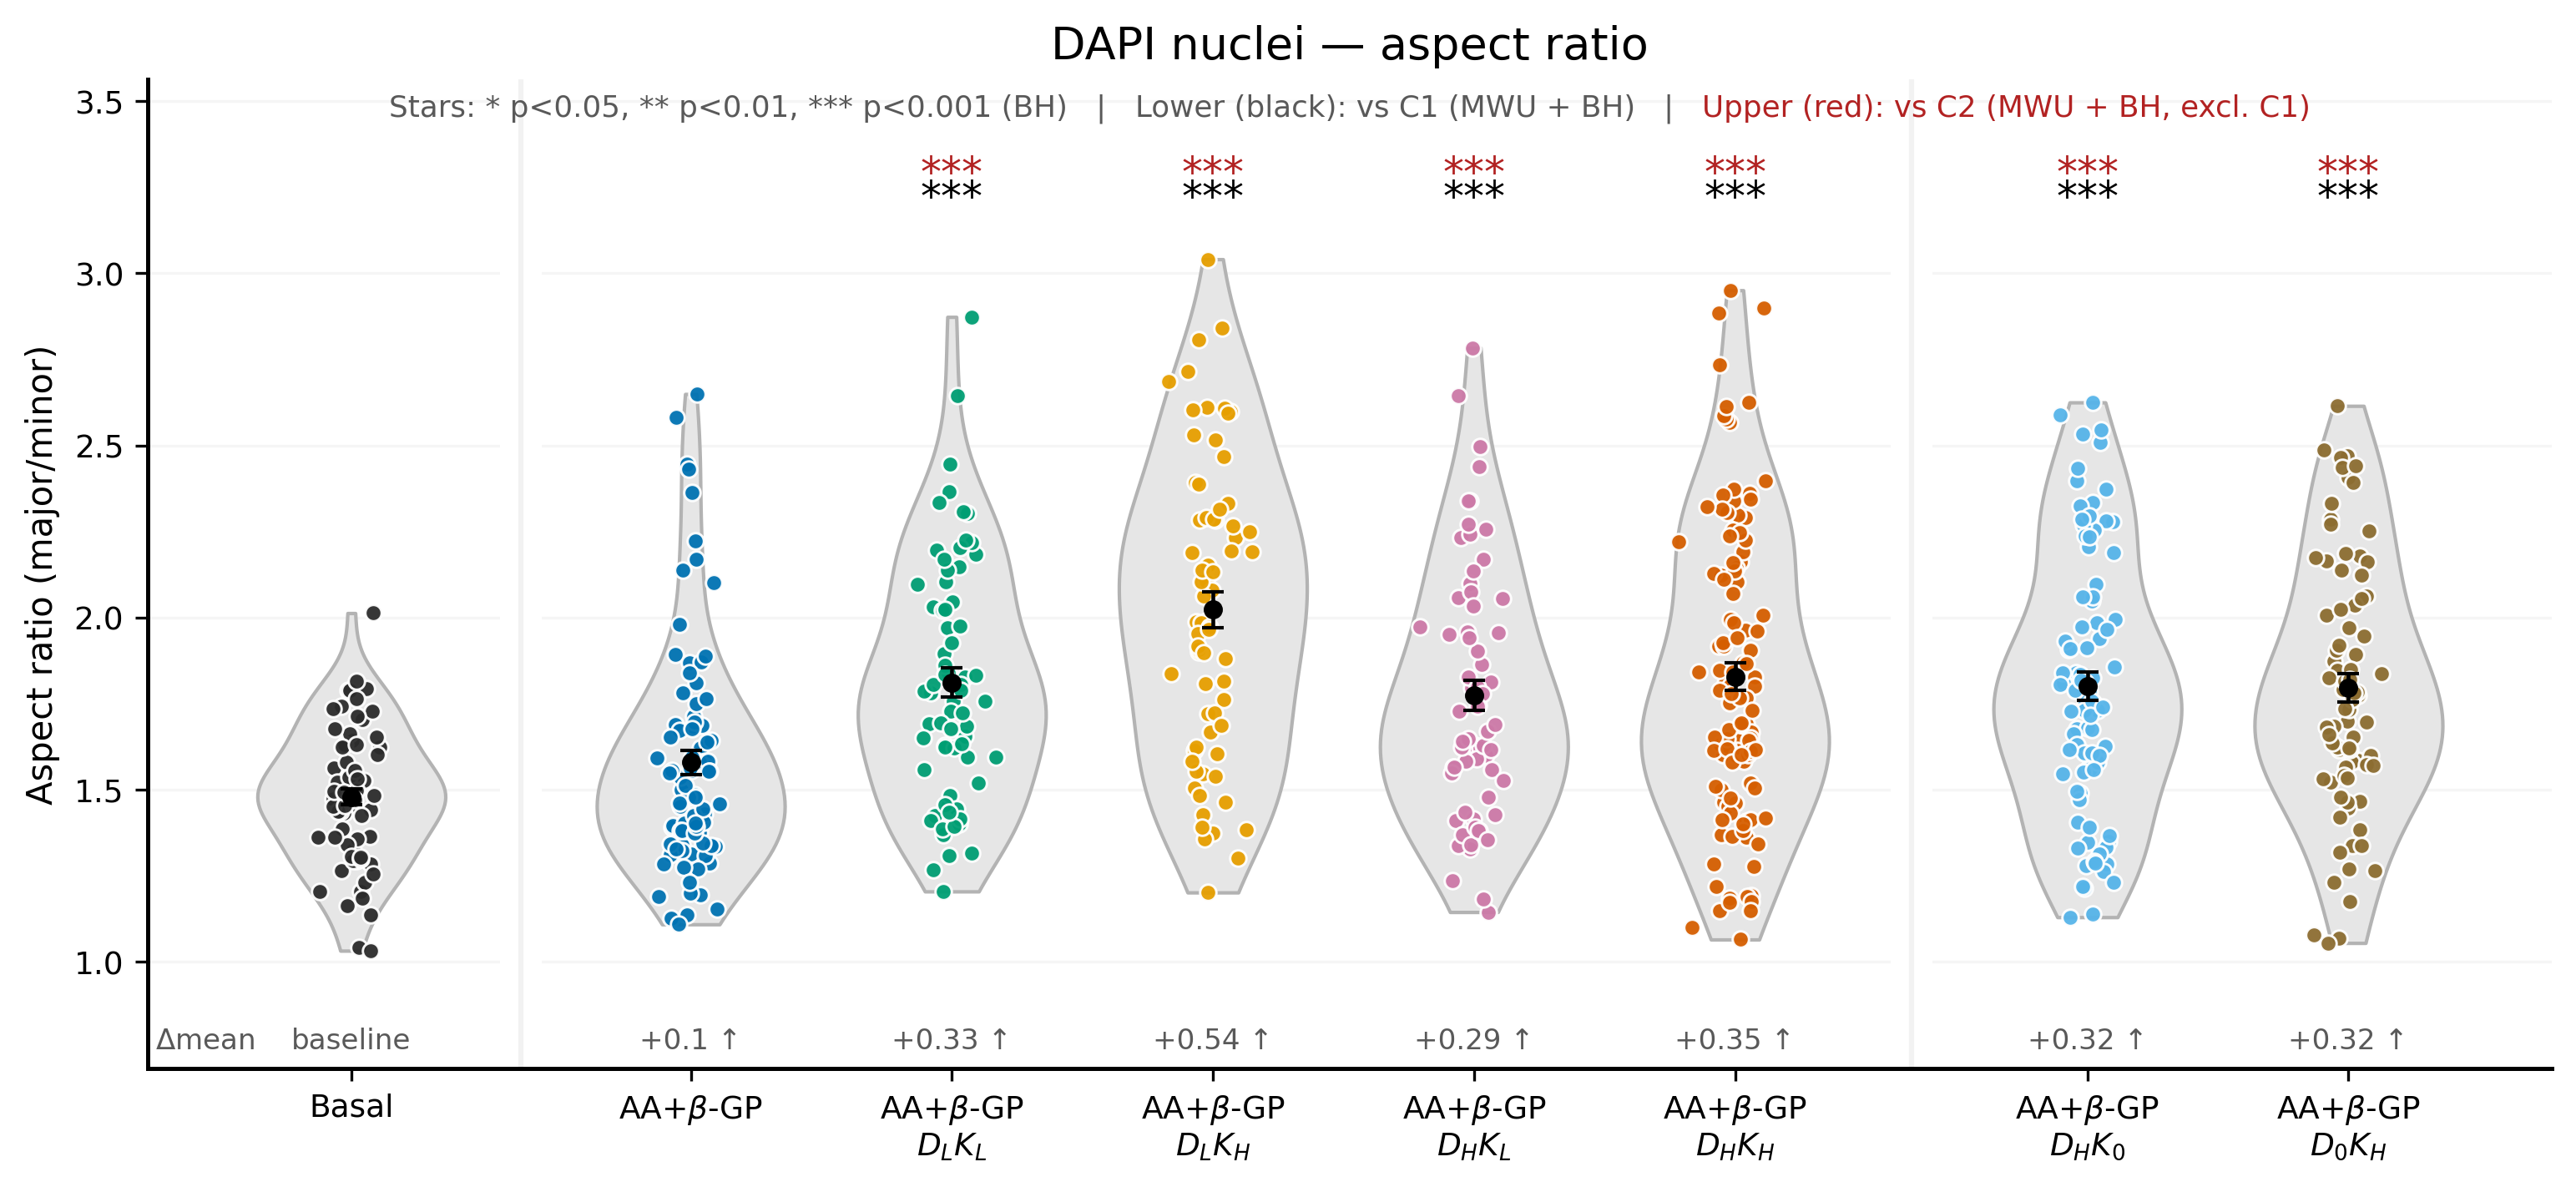 DAPI nuclei — aspect ratio
Stars: * p<0.05, ** p<0.01, *** p<0.001 (BH) | Lower (black): vs C1 (MWU + BH) | Upper (red): vs C2 (MWU + BH, excl. C1)
*** *** *** *** *** ***
*** *** *** *** *** ***
Aspect ratio (major/minor)
3.5
3.0
2.5
2.0
1.5
1.0
Δmean baseline +0.1 ↑ +0.33 ↑ +0.54 ↑ +0.29 ↑ +0.35 ↑ +0.32 ↑ +0.32 ↑
Basal AA+β-GP AA+β-GP AA+β-GP AA+β-GP AA+β-GP AA+β-GP AA+β-GP
D_LK_L D_LK_H D_HK_L D_HK_H D_HK_0 D_0K_H